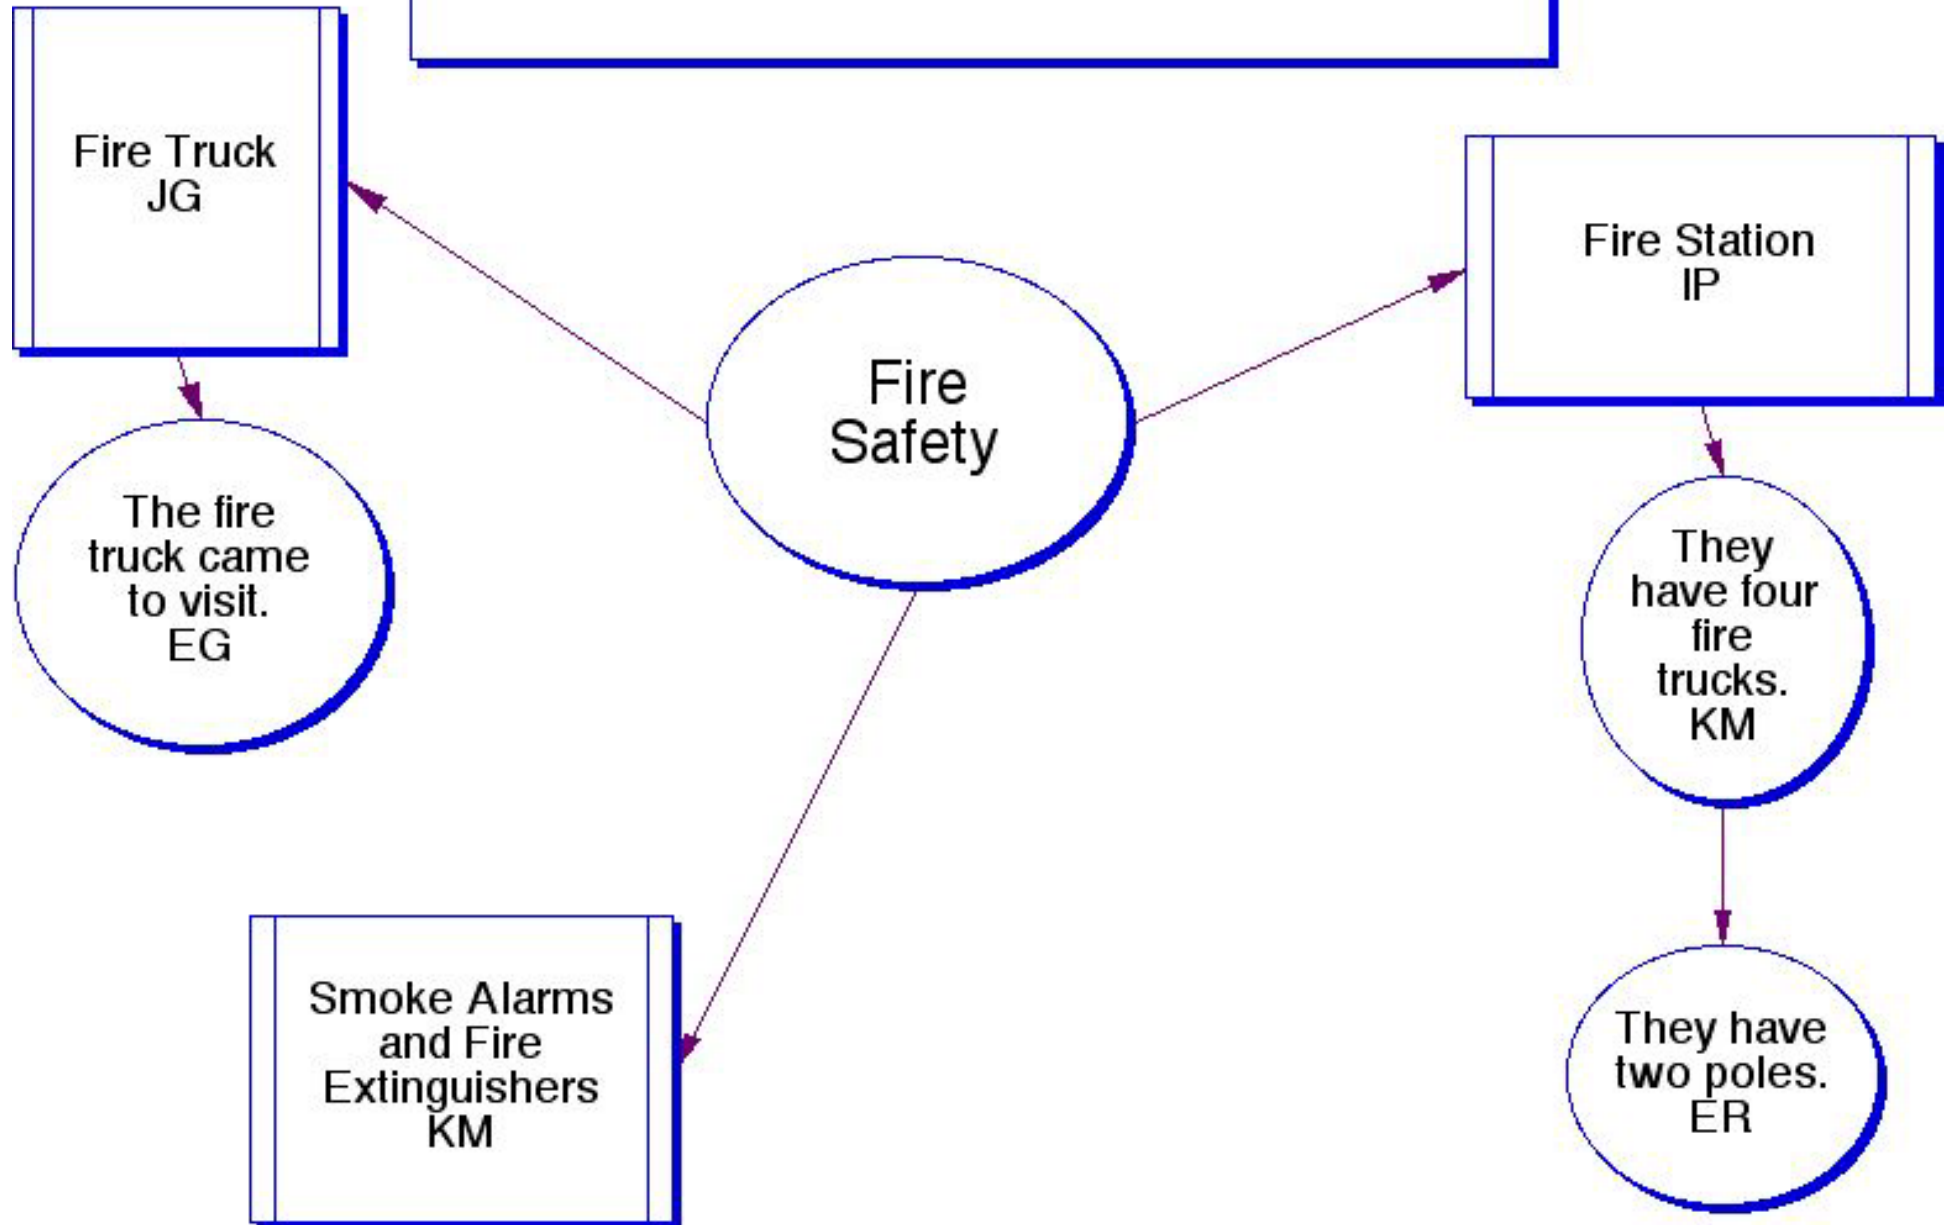 Fire Truck
JG
Fire Station
IP
Fire
Safety
The fire
truck came
to visit.
EG
They
have four
fire
trucks.
KM
Smoke Alarms
and Fire
Extinguishers
KM
They have
two poles.
ER